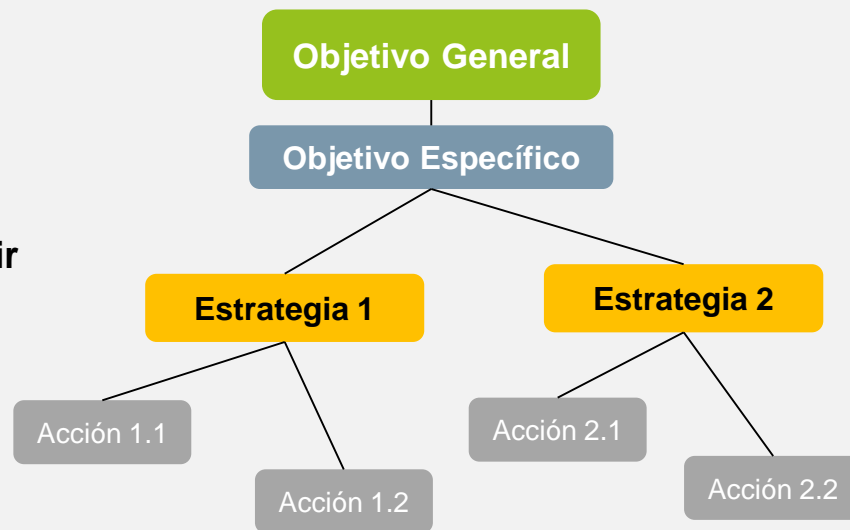 Objetivo General
Objetivo Específico
ir
Estrategia 1
Estrategia 2
Acción 1.1
Acción 2.1
Acción 1.2
Acción 2.2